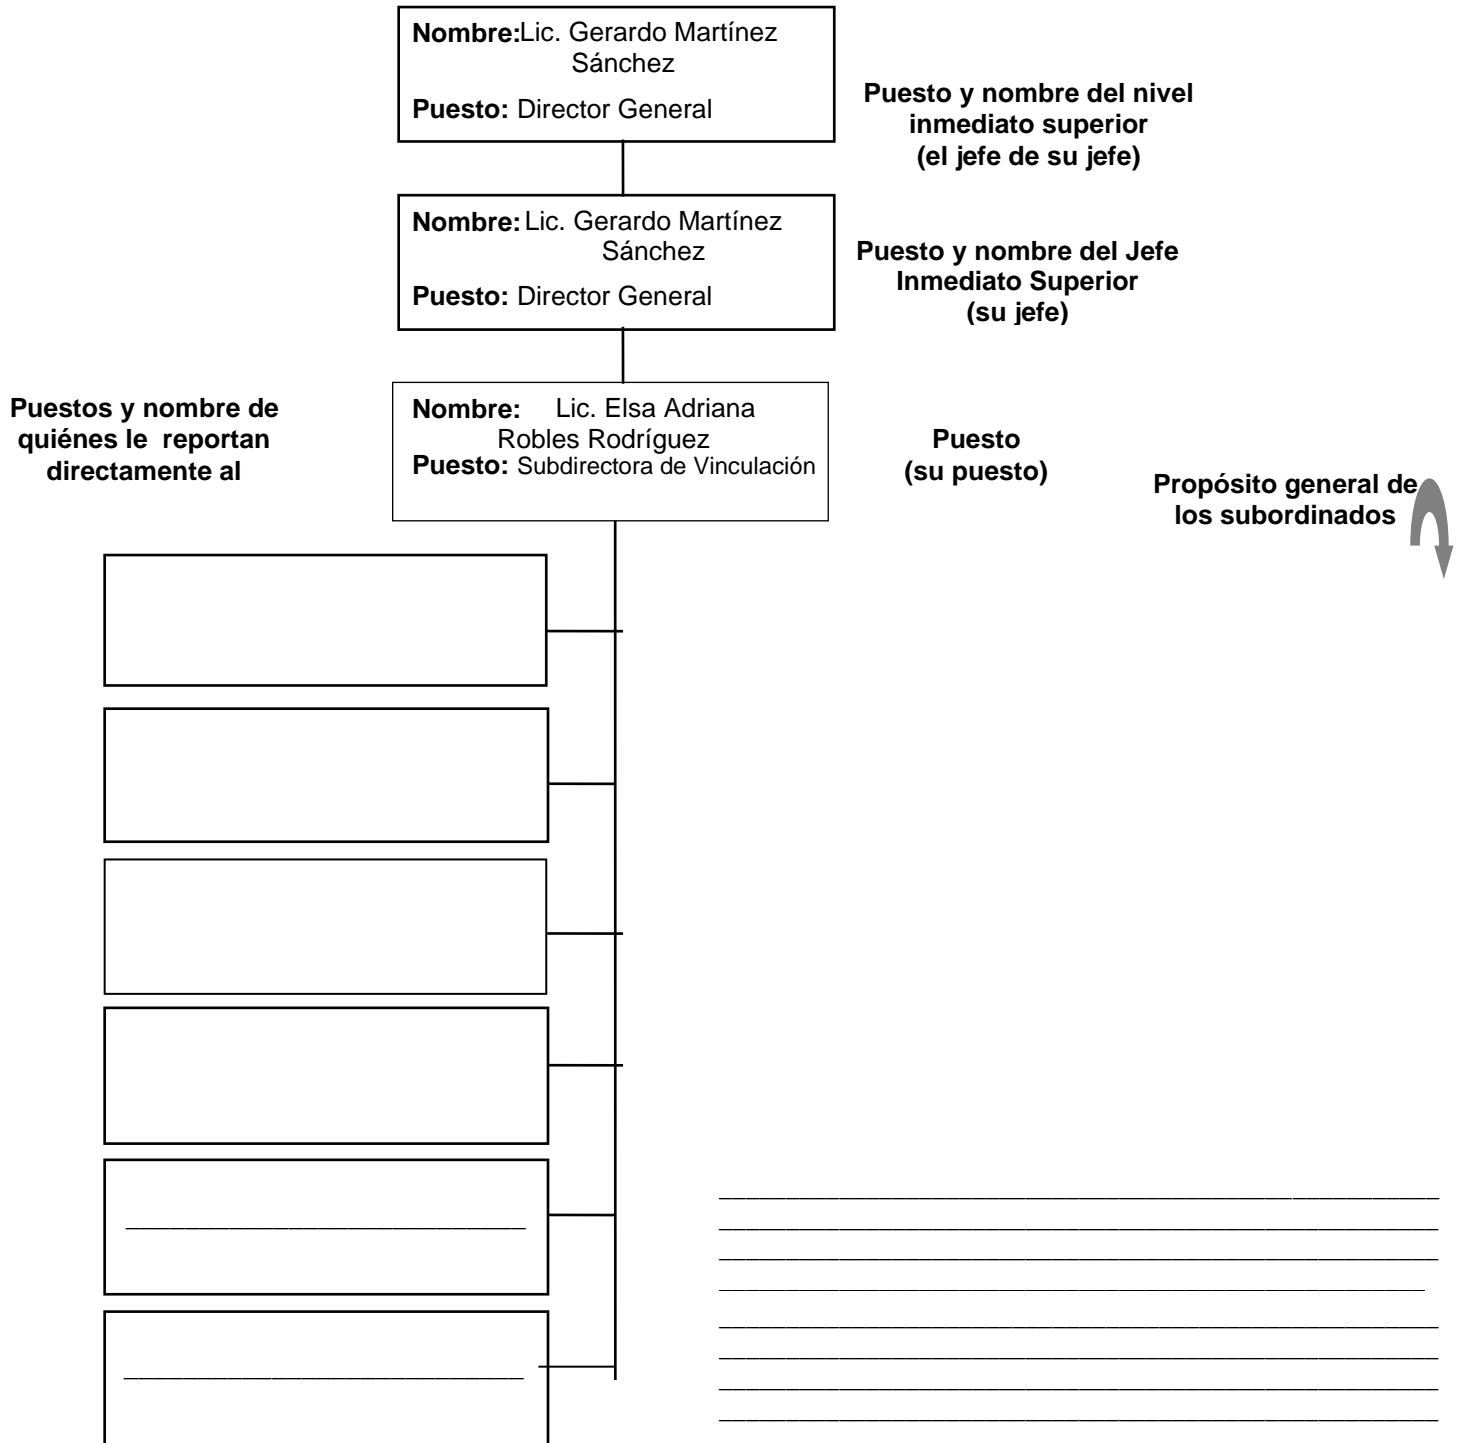 Nombre:Lic. Gerardo Martínez
Sánchez
Puesto: Director General
Puesto y nombre del nivel
inmediato superior
(el jefe de su jefe)
Nombre: Lic. Gerardo Martínez
Sánchez
Puesto: Director General
Puesto y nombre del Jefe
Inmediato Superior
(su jefe)
Puestos y nombre de
quiénes le reportan
directamente al
Nombre: Lic. Elsa Adriana
Robles Rodríguez
Puesto: Subdirectora de Vinculación
Puesto
(su puesto)
Propósito general de
los subordinados